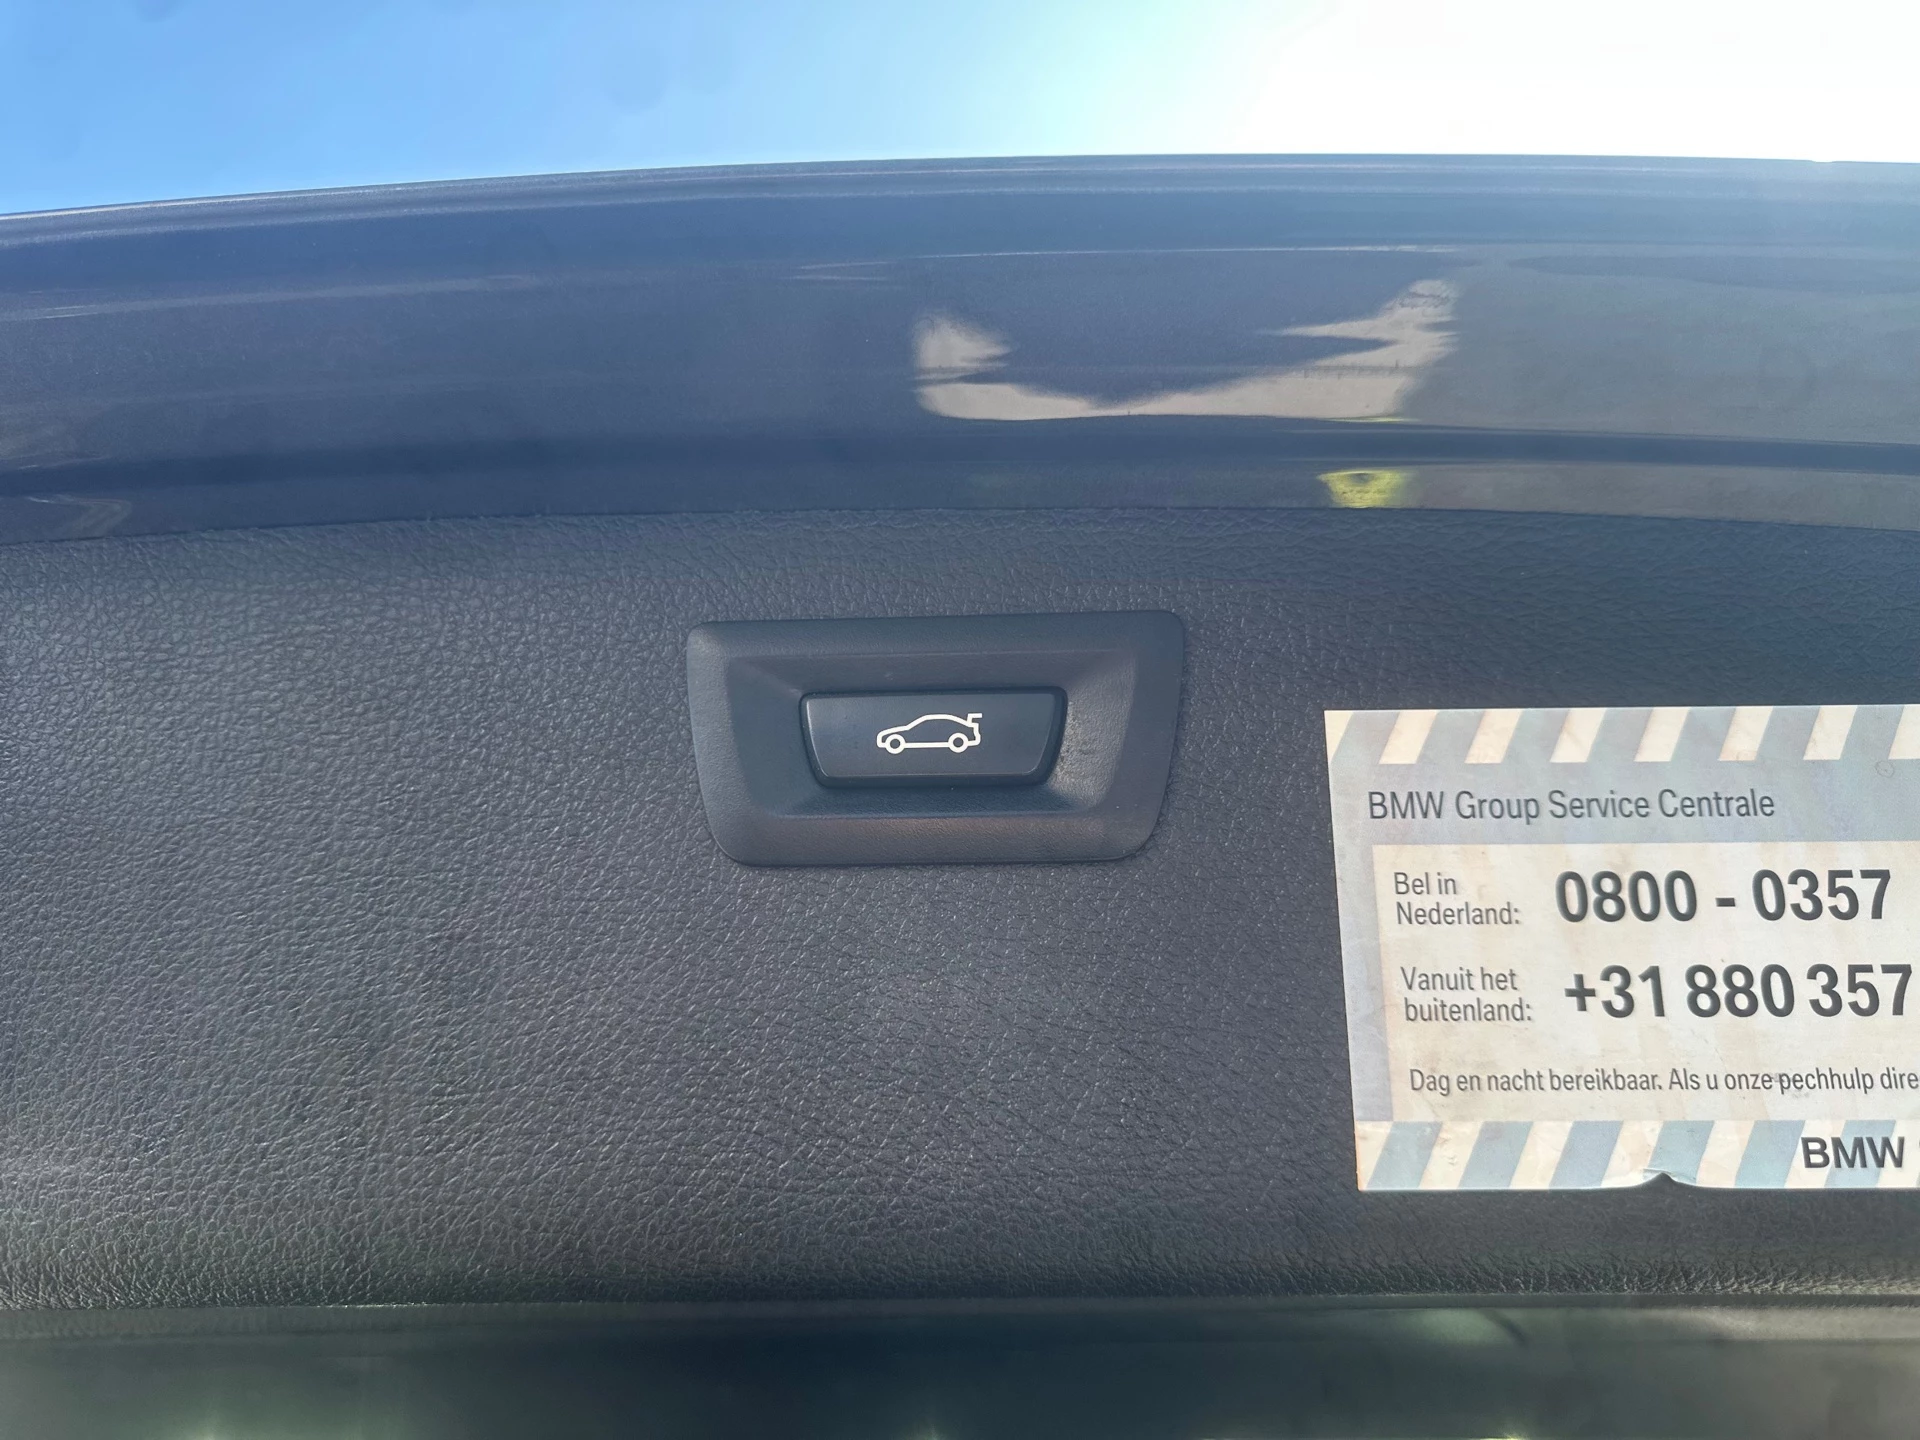 BMW Group Service Centrale
Bel in
Nederland: 0800 - 0357
Vanuit het
buitenland: +31 880 357
Dag en nacht bereikbaar. Als u onze pechhulp dire
BMW